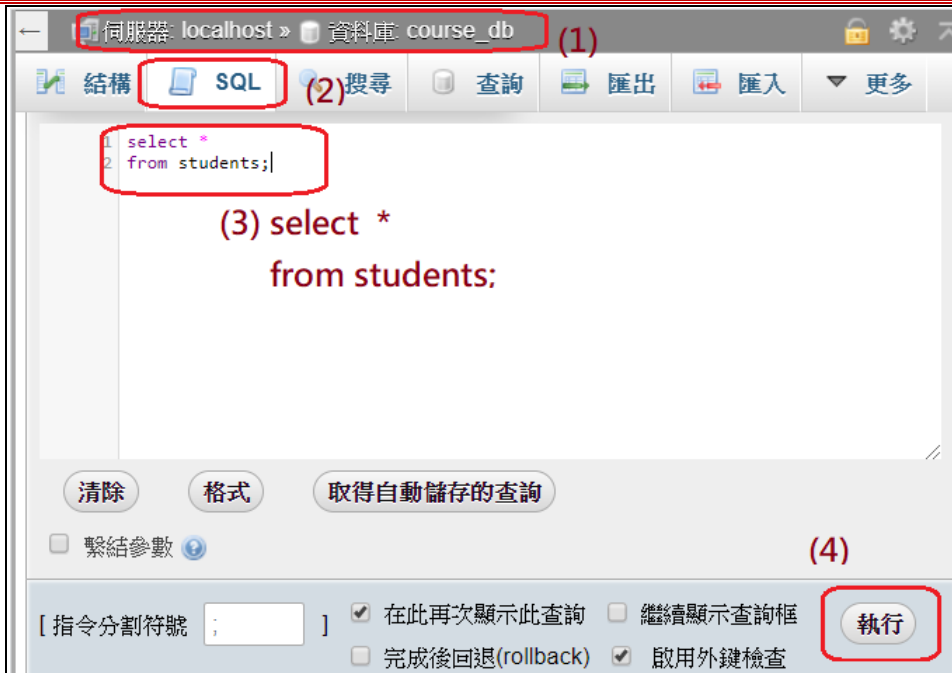 伺服器: localhost » 資料庫: course_db
(1)
結構 SQL 搜尋 查詢 匯出 匯入 更多
(2)
1 select *
2 from students;
(3) select *
from students;
清除 格式 取得自動儲存的查詢
繫結參數
(4)
[ 指令分割符號 ; ] 在此再次顯示此查詢 繼續顯示查詢框 執行
完成後回退(rollback) 啟用外鍵檢查